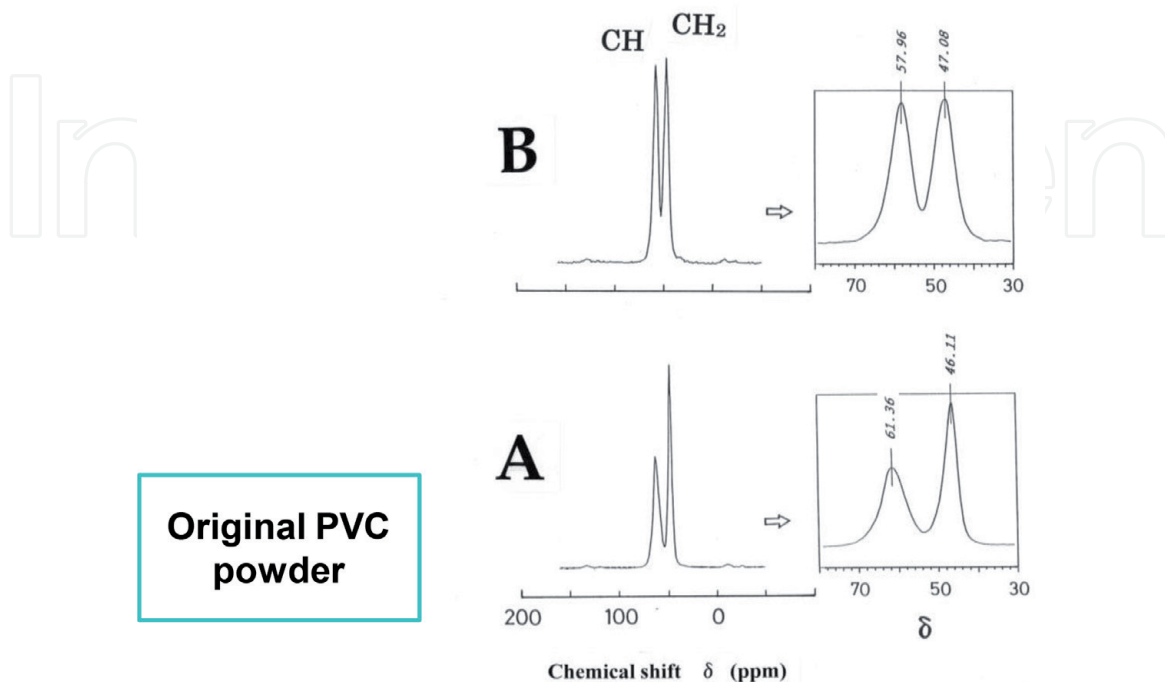 CH
CH₂
57.96
47.08
B
70
50
30
61.36
46.11
A
Original PVC
powder
70
50
30
200
100
0
δ
Chemical shift δ (ppm)